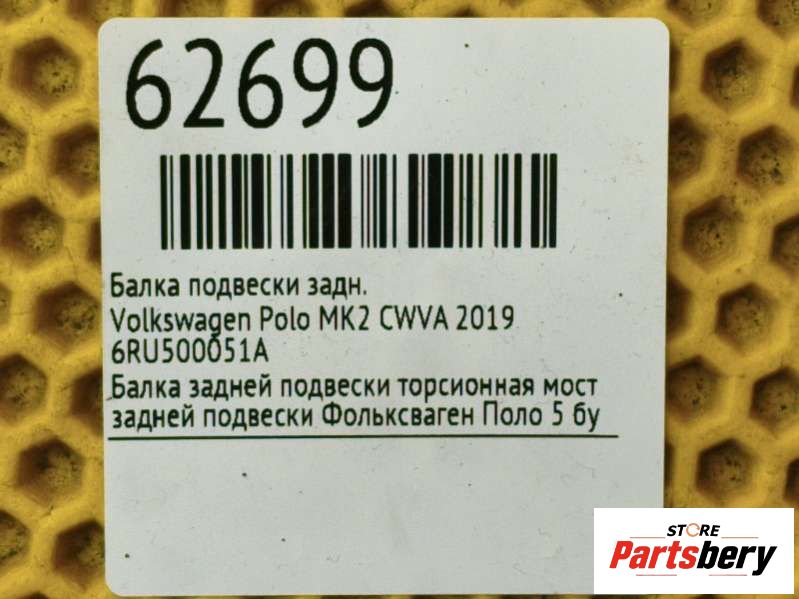 62699
Балка подвески задн.
Volkswagen Polo MK2 CWVA 2019
6RU500051A
Балка задней подвески торсионная мост
задней подвески Фольксваген Поло 5 бу
STORE
Partsbery